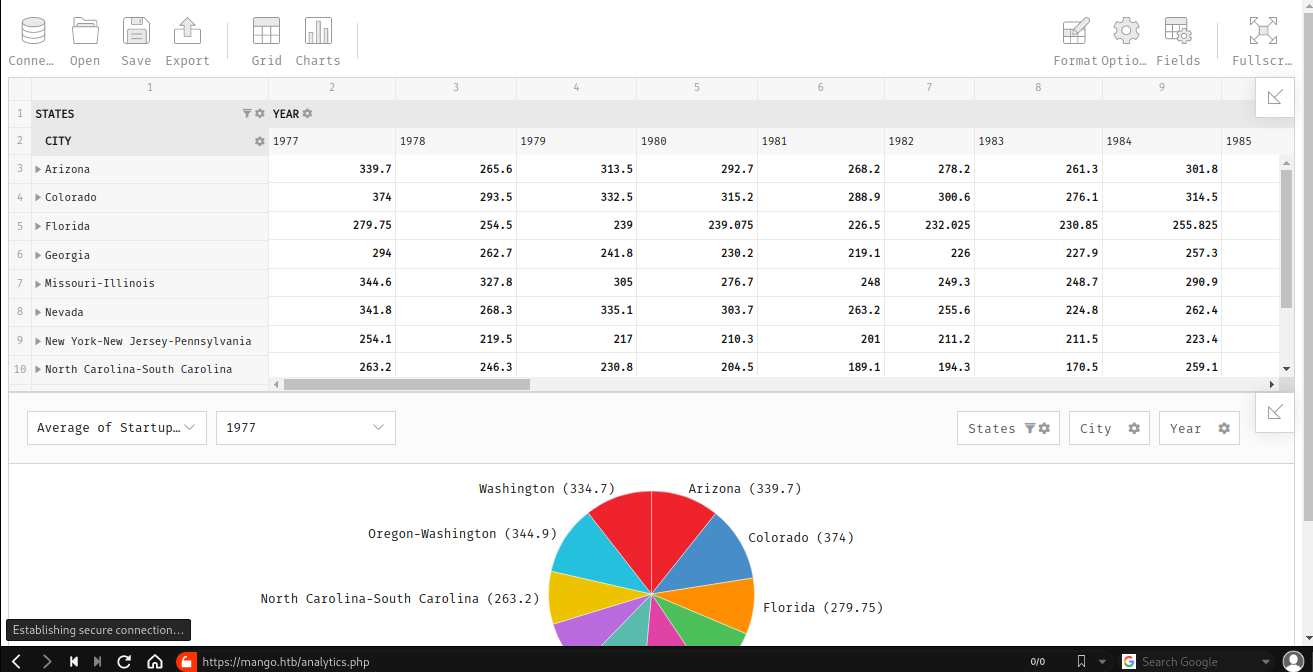 Conne… Open Save Export Grid Charts Format Optio… Fields Fullscr…
1 2 3 4 5 6 7 8 9
1 STATES YEAR
2 CITY 1977 1978 1979 1980 1981 1982 1983 1984 1985
3 Arizona 339.7 265.6 313.5 292.7 268.2 278.2 261.3 301.8
4 Colorado 374 293.5 332.5 315.2 288.9 300.6 276.1 314.5
5 Florida 279.75 254.5 239 239.075 226.5 232.025 230.85 255.825
6 Georgia 294 262.7 241.8 230.2 219.1 226 227.9 257.3
7 Missouri-Illinois 344.6 327.8 305 276.7 248 249.3 248.7 290.9
8 Nevada 341.8 268.3 335.1 303.7 263.2 255.6 224.8 262.4
9 New York-New Jersey-Pennsylvania 254.1 219.5 217 210.3 201 211.2 211.5 223.4
10 North Carolina-South Carolina 263.2 246.3 230.8 204.5 189.1 194.3 170.5 259.1
Average of Startup… 1977 States City Year
Washington (334.7) Arizona (339.7)
Oregon-Washington (344.9) Colorado (374)
North Carolina-South Carolina (263.2) Florida (279.75)
Establishing secure connection…
https://mango.htb/analytics.php 0/0 G Search Google